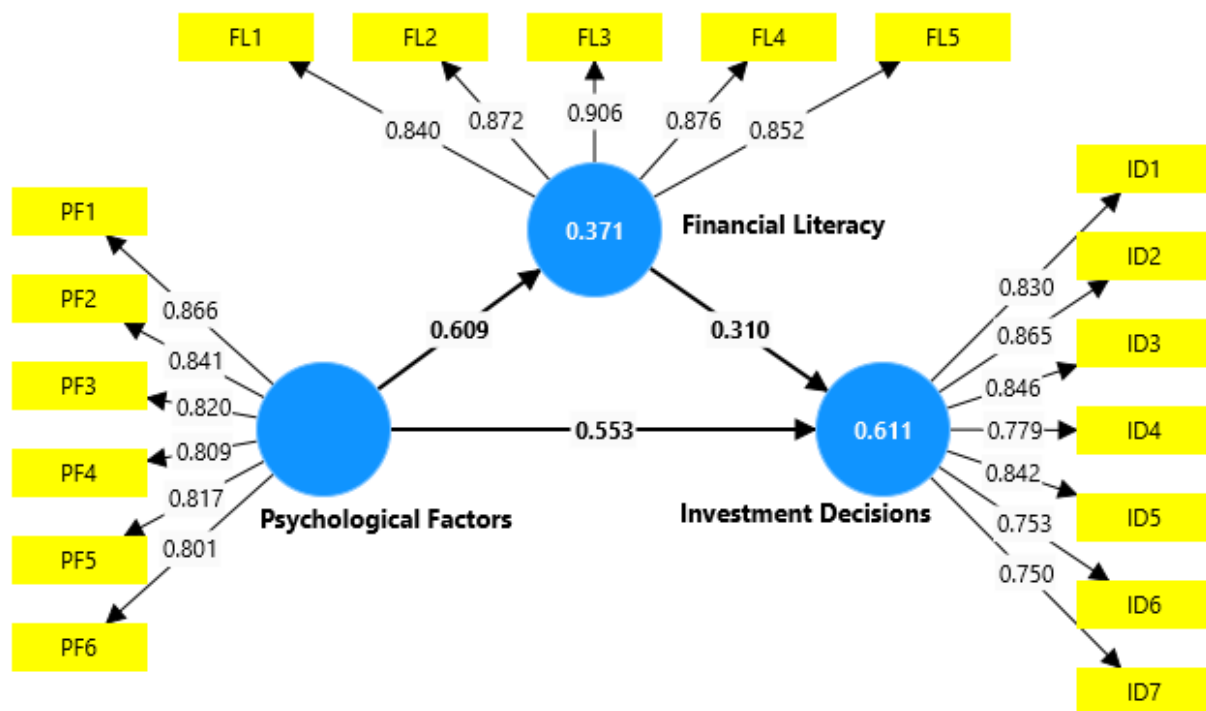 FL1 FL2 FL3 FL4 FL5
0.840 0.872 0.906 0.876 0.852
PF1
PF2
PF3
PF4
PF5
PF6
0.866
0.841
0.820
0.809
0.817
0.801
0.371
Financial Literacy
0.609
0.310
0.553
Psychological Factors
0.611
Investment Decisions
0.830
0.865
0.846
0.779
0.842
0.753
0.750
ID1
ID2
ID3
ID4
ID5
ID6
ID7